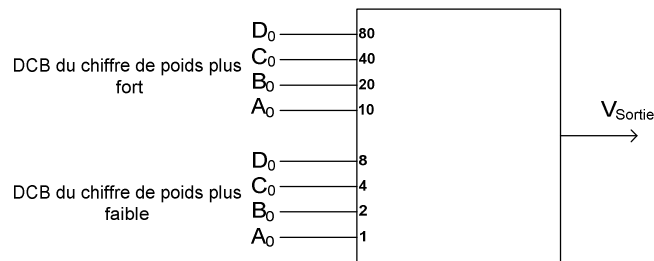 D0 80
C0 40
DCB du chiffre de poids plus
fort
B0 20
A0 10
VSortie
D0 8
C0 4
DCB du chiffre de poids plus
faible
B0 2
A0 1